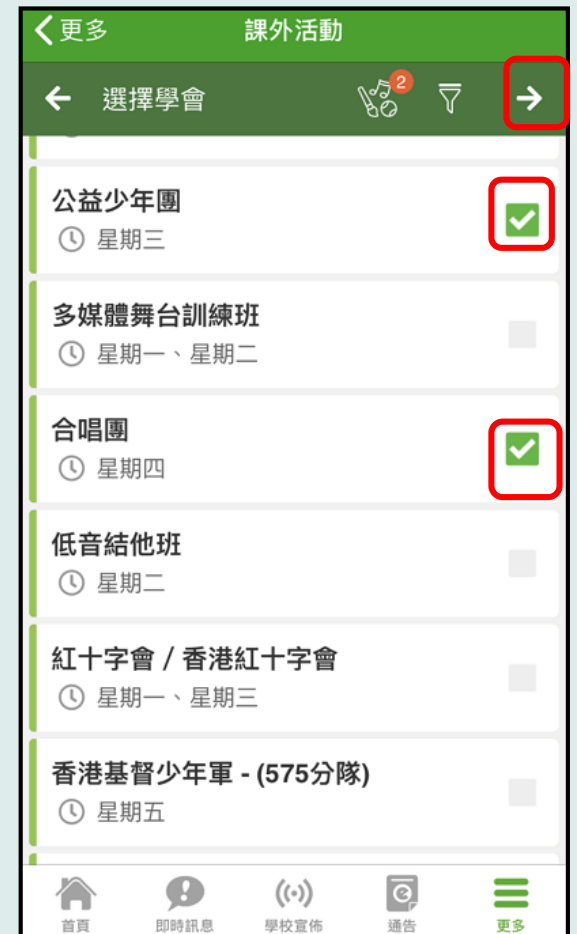 更多 課外活動
選擇學會 2
公益少年團
星期三
多媒體舞台訓練班
星期一、星期二
合唱團
星期四
低音結他班
星期二
紅十字會 / 香港紅十字會
星期一、星期三
香港基督少年軍 - (575分隊)
星期五
首頁 即時訊息 學校宣佈 通告 更多